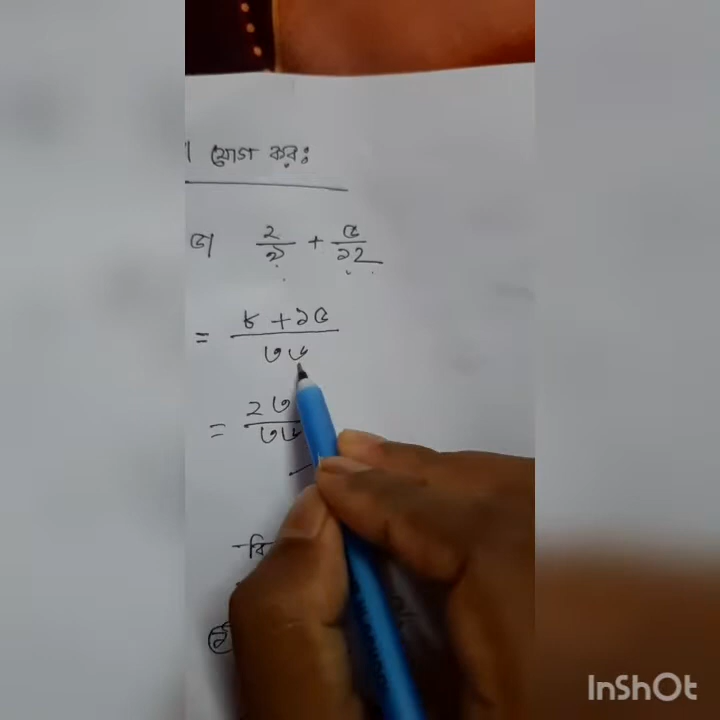 । যোগ কর:
২/৯ + ৫/১২
= ৮ + ১৫/৩৬
= ২৩/৩৬
InShOt